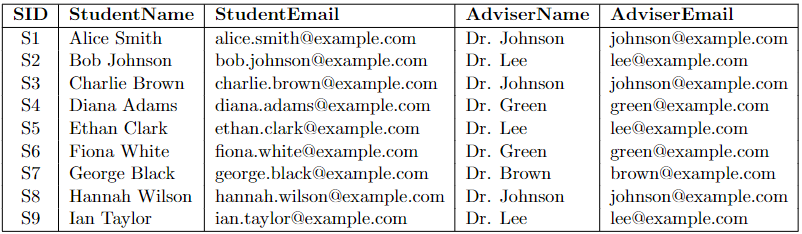 SID StudentName StudentEmail AdviserName AdviserEmail
S1 Alice Smith alice.smith@example.com Dr. Johnson johnson@example.com
S2 Bob Johnson bob.johnson@example.com Dr. Lee lee@example.com
S3 Charlie Brown charlie.brown@example.com Dr. Johnson johnson@example.com
S4 Diana Adams diana.adams@example.com Dr. Green green@example.com
S5 Ethan Clark ethan.clark@example.com Dr. Lee lee@example.com
S6 Fiona White fiona.white@example.com Dr. Green green@example.com
S7 George Black george.black@example.com Dr. Brown brown@example.com
S8 Hannah Wilson hannah.wilson@example.com Dr. Johnson johnson@example.com
S9 Ian Taylor ian.taylor@example.com Dr. Lee lee@example.com